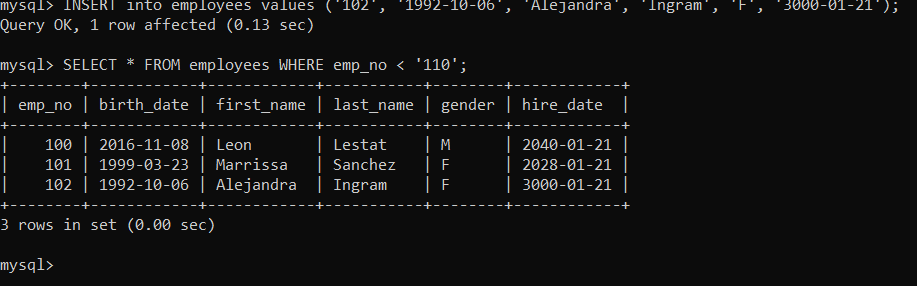 mysql> INSERT into employees values ('102', '1992-10-06', 'Alejandra', 'Ingram', 'F', '3000-01-21');
Query OK, 1 row affected (0.13 sec)

mysql> SELECT * FROM employees WHERE emp_no < '110';
+--------+------------+------------+-----------+--------+------------+
| emp_no | birth_date | first_name | last_name | gender | hire_date  |
+--------+------------+------------+-----------+--------+------------+
|    100 | 2016-11-08 | Leon       | Lestat    | M      | 2040-01-21 |
|    101 | 1999-03-23 | Marrissa   | Sanchez   | F      | 2028-01-21 |
|    102 | 1992-10-06 | Alejandra  | Ingram    | F      | 3000-01-21 |
+--------+------------+------------+-----------+--------+------------+
3 rows in set (0.00 sec)

mysql>